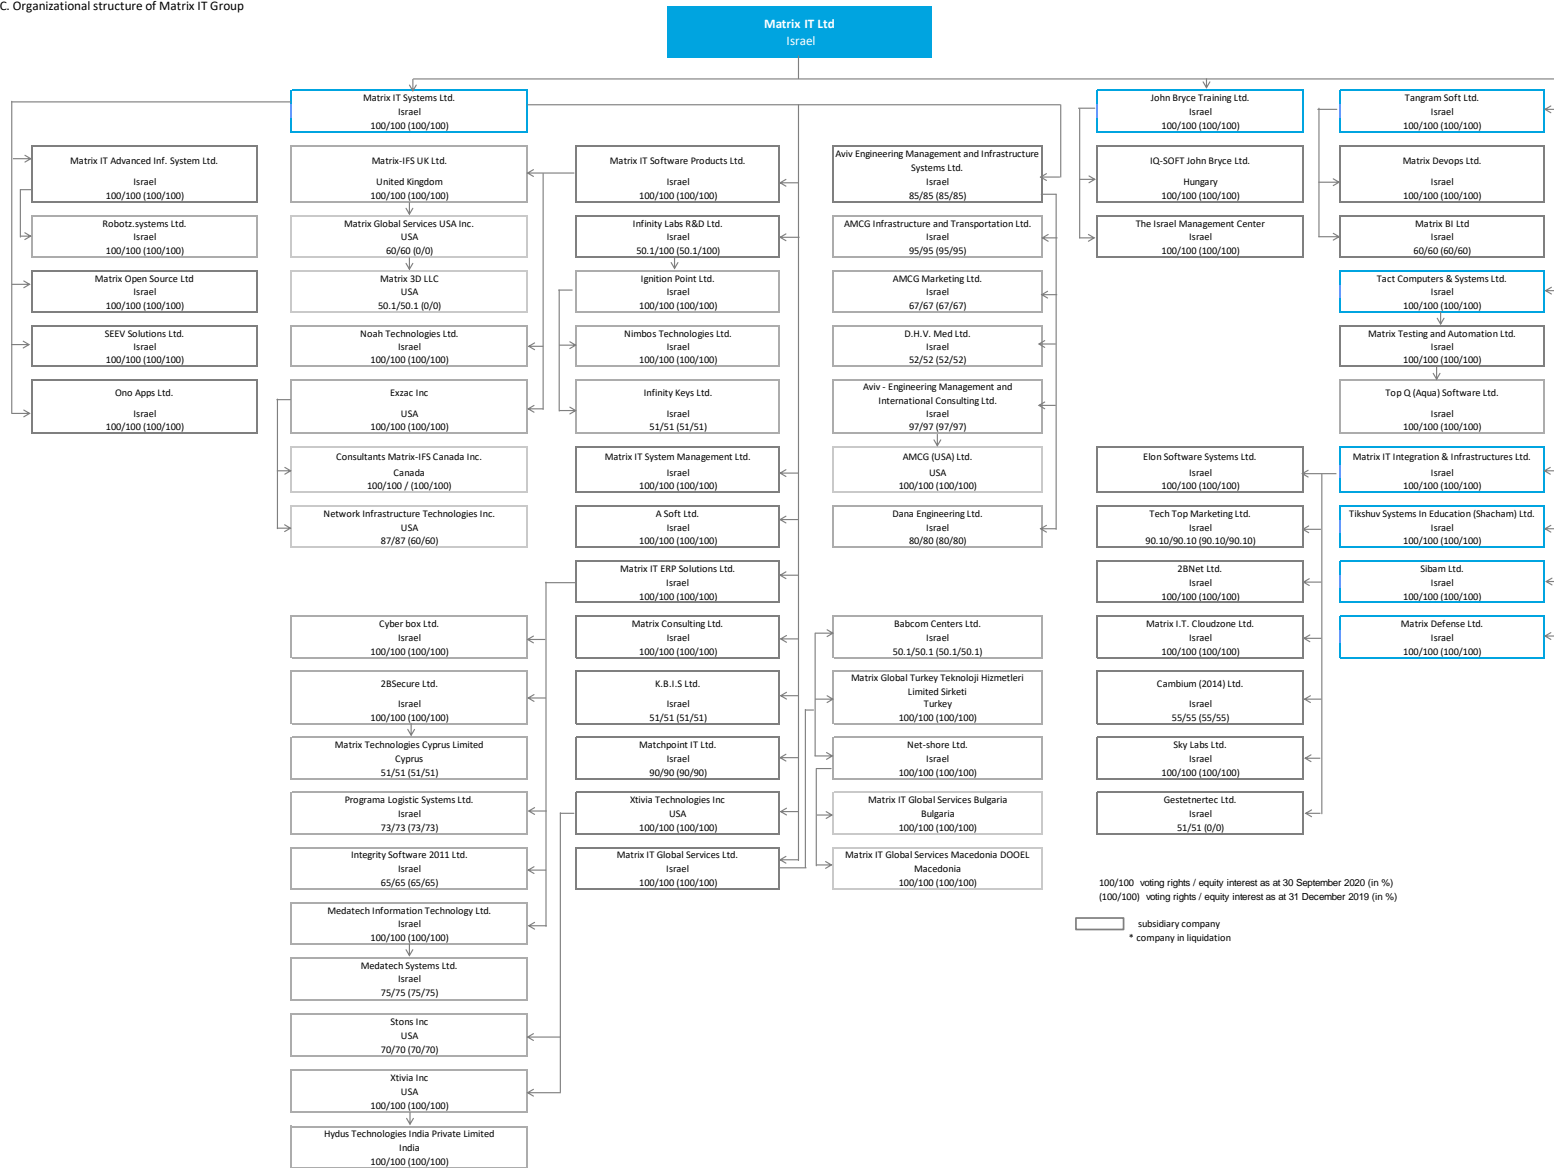 C. Organizational structure of Matrix IT Group
Matrix IT Ltd
Israel
Matrix IT Systems Ltd.
Israel
100/100 (100/100)
John Bryce Training Ltd.
Israel
100/100 (100/100)
Tangram Soft Ltd.
Israel
100/100 (100/100)
Matrix IT Advanced Inf. System Ltd.
Israel
100/100 (100/100)
Matrix-IFS UK Ltd.
United Kingdom
100/100 (100/100)
Matrix IT Software Products Ltd.
Israel
100/100 (100/100)
Aviv Engineering Management and Infrastructure
Systems Ltd.
Israel
85/85 (85/85)
IQ-SOFT John Bryce Ltd.
Hungary
100/100 (100/100)
Matrix Devops Ltd.
Israel
100/100 (100/100)
Robotz.systems Ltd.
Israel
100/100 (100/100)
Matrix Global Services USA Inc.
USA
60/60 (0/0)
Infinity Labs R&D Ltd.
Israel
50.1/100 (50.1/100)
AMCG Infrastructure and Transportation Ltd.
Israel
95/95 (95/95)
The Israel Management Center
Israel
100/100 (100/100)
Matrix BI Ltd
Israel
60/60 (60/60)
Matrix Open Source Ltd
Israel
100/100 (100/100)
Matrix 3D LLC
USA
50.1/50.1 (0/0)
Ignition Point Ltd.
Israel
100/100 (100/100)
AMCG Marketing Ltd.
Israel
67/67 (67/67)
Tact Computers & Systems Ltd.
Israel
100/100 (100/100)
SEEV Solutions Ltd.
Israel
100/100 (100/100)
Noah Technologies Ltd.
Israel
100/100 (100/100)
Nimbos Technologies Ltd.
Israel
100/100 (100/100)
D.H.V. Med Ltd.
Israel
52/52 (52/52)
Matrix Testing and Automation Ltd.
Israel
100/100 (100/100)
Ono Apps Ltd.
Israel
100/100 (100/100)
Exzac Inc
USA
100/100 (100/100)
Infinity Keys Ltd.
Israel
51/51 (51/51)
Aviv - Engineering Management and
International Consulting Ltd.
Israel
97/97 (97/97)
Top Q (Aqua) Software Ltd.
Israel
100/100 (100/100)
Consultants Matrix-IFS Canada Inc.
Canada
100/100 / (100/100)
Matrix IT System Management Ltd.
Israel
100/100 (100/100)
AMCG (USA) Ltd.
USA
100/100 (100/100)
Elon Software Systems Ltd.
Israel
100/100 (100/100)
Matrix IT Integration & Infrastructures Ltd.
Israel
100/100 (100/100)
Network Infrastructure Technologies Inc.
USA
87/87 (60/60)
A Soft Ltd.
Israel
100/100 (100/100)
Dana Engineering Ltd.
Israel
80/80 (80/80)
Tech Top Marketing Ltd.
Israel
90.10/90.10 (90.10/90.10)
Tikshuv Systems In Education (Shacham) Ltd.
Israel
100/100 (100/100)
Matrix IT ERP Solutions Ltd.
Israel
100/100 (100/100)
2BNet Ltd.
Israel
100/100 (100/100)
Sibam Ltd.
Israel
100/100 (100/100)
Cyber box Ltd.
Israel
100/100 (100/100)
Matrix Consulting Ltd.
Israel
100/100 (100/100)
Babcom Centers Ltd.
Israel
50.1/50.1 (50.1/50.1)
Matrix I.T. Cloudzone Ltd.
Israel
100/100 (100/100)
Matrix Defense Ltd.
Israel
100/100 (100/100)
2BSecure Ltd.
Israel
100/100 (100/100)
K.B.I.S Ltd.
Israel
51/51 (51/51)
Matrix Global Turkey Teknoloji Hizmetleri
Limited Sirketi
Turkey
100/100 (100/100)
Cambium (2014) Ltd.
Israel
55/55 (55/55)
Matrix Technologies Cyprus Limited
Cyprus
51/51 (51/51)
Matchpoint IT Ltd.
Israel
90/90 (90/90)
Net-shore Ltd.
Israel
100/100 (100/100)
Sky Labs Ltd.
Israel
100/100 (100/100)
Programa Logistic Systems Ltd.
Israel
73/73 (73/73)
Xtivia Technologies Inc
USA
100/100 (100/100)
Matrix IT Global Services Bulgaria
Bulgaria
100/100 (100/100)
Gestetnertec Ltd.
Israel
51/51 (0/0)
Integrity Software 2011 Ltd.
Israel
65/65 (65/65)
Matrix IT Global Services Ltd.
Israel
100/100 (100/100)
Matrix IT Global Services Macedonia DOOEL
Macedonia
100/100 (100/100)
100/100 voting rights / equity interest as at 30 September 2020 (in %)
(100/100) voting rights / equity interest as at 31 December 2019 (in %)
subsidiary company
* company in liquidation
Medatech Information Technology Ltd.
Israel
100/100 (100/100)
Medatech Systems Ltd.
Israel
75/75 (75/75)
Stons Inc
USA
70/70 (70/70)
Xtivia Inc
USA
100/100 (100/100)
Hydus Technologies India Private Limited
India
100/100 (100/100)